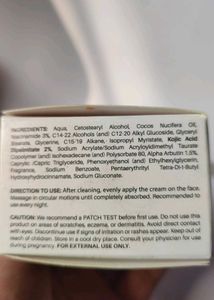 INGREDIENTS: Aqua, Cetostearyl Alcohol, Cocos Nucifera Oil,
Niacinamide 3%, C14-22 Alcohols (and) C12-20 Alkyl Glucoside, Glyceryl
Stearate, Glycerin, C15-19 Alkane, Isopropyl Myristate, Kojic Acid
Dipalmitate 2%, Sodium Acrylate/Sodium Acryloyldimethyl Taurate
Copolymer (and) Isohexadecane (and) Polysorbate 80, Alpha Arbutin 1.5%,
Caprylic /Capric Triglyceride, Phenoxyethanol (and) Ethylhexylglycerin,
Fragrance, Sodium Benzoate, Pentaerythrityl Tetra-Di-t-Butyl
Hydroxyhydrocinnamate, Sodium Gluconate.
DIRECTION TO USE: After cleansing, evenly apply the cream on the face.
Massage in circular motions until completely absorbed. Recommended to
use every night.
CAUTION: We recommend a PATCH TEST before first use. Do not use this
product on areas of scratches, eczema, or dermatitis. Avoid direct contact
with eyes. Discontinue use if signs of irritation or rashes appear. Keep out of
reach of children. Store in a cool dry place. Consult your physician for use
during pregnancy FOR EXTERNAL USE ONLY.